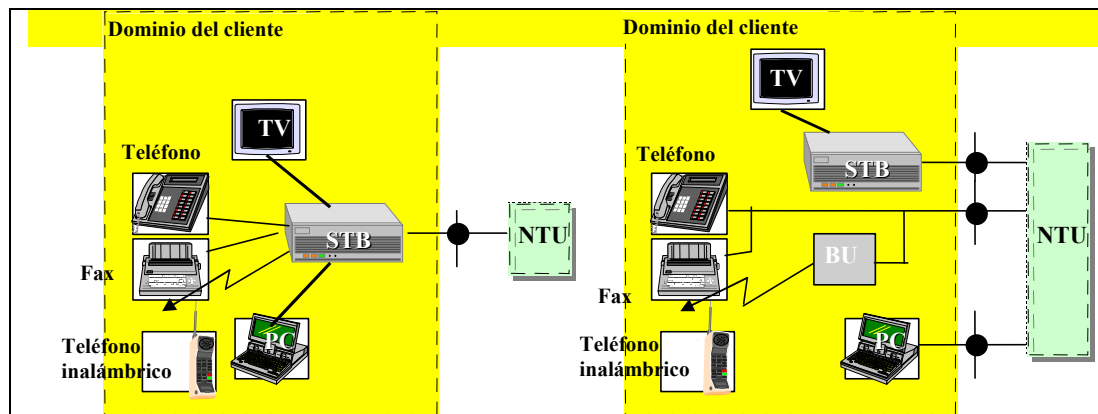 Dominio del cliente
TV
Teléfono
STB
NTU
Fax
PC
Teléfono
inalámbrico
Dominio del cliente
TV
Teléfono
STB
NTU
BU
Fax
PC
Teléfono
inalámbrico